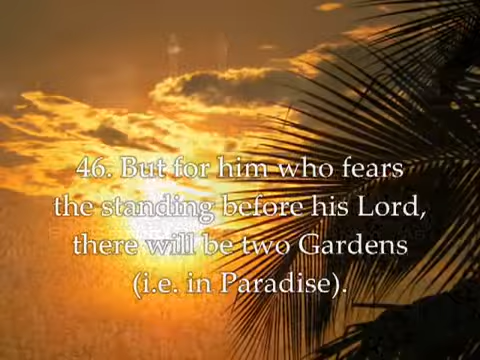 46. But for him who fears
the standing before his Lord,
there will be two Gardens
(i.e. in Paradise).